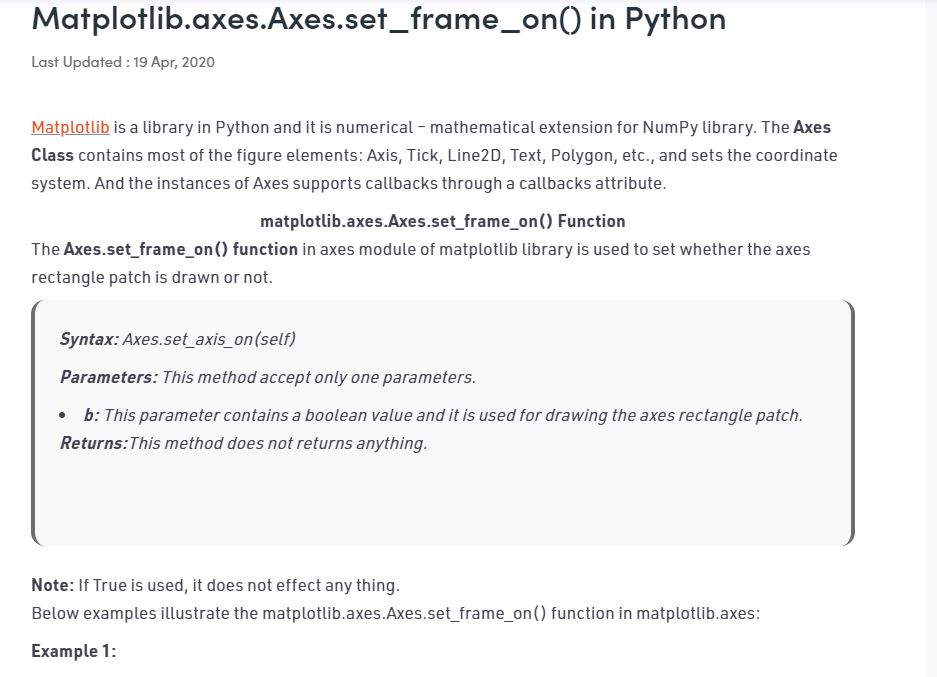 Matplotlib.axes.Axes.set_frame_on() in Python
Last Updated : 19 Apr, 2020
Matplotlib is a library in Python and it is numerical – mathematical extension for NumPy library. The Axes
Class contains most of the figure elements: Axis, Tick, Line2D, Text, Polygon, etc., and sets the coordinate
system. And the instances of Axes supports callbacks through a callbacks attribute.
matplotlib.axes.Axes.set_frame_on() Function
The Axes.set_frame_on() function in axes module of matplotlib library is used to set whether the axes
rectangle patch is drawn or not.
Syntax: Axes.set_axis_on(self)
Parameters: This method accept only one parameters.
• b: This parameter contains a boolean value and it is used for drawing the axes rectangle patch.
Returns:This method does not returns anything.
Note: If True is used, it does not effect any thing.
Below examples illustrate the matplotlib.axes.Axes.set_frame_on() function in matplotlib.axes:
Example 1: